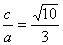 c/a = √10/3